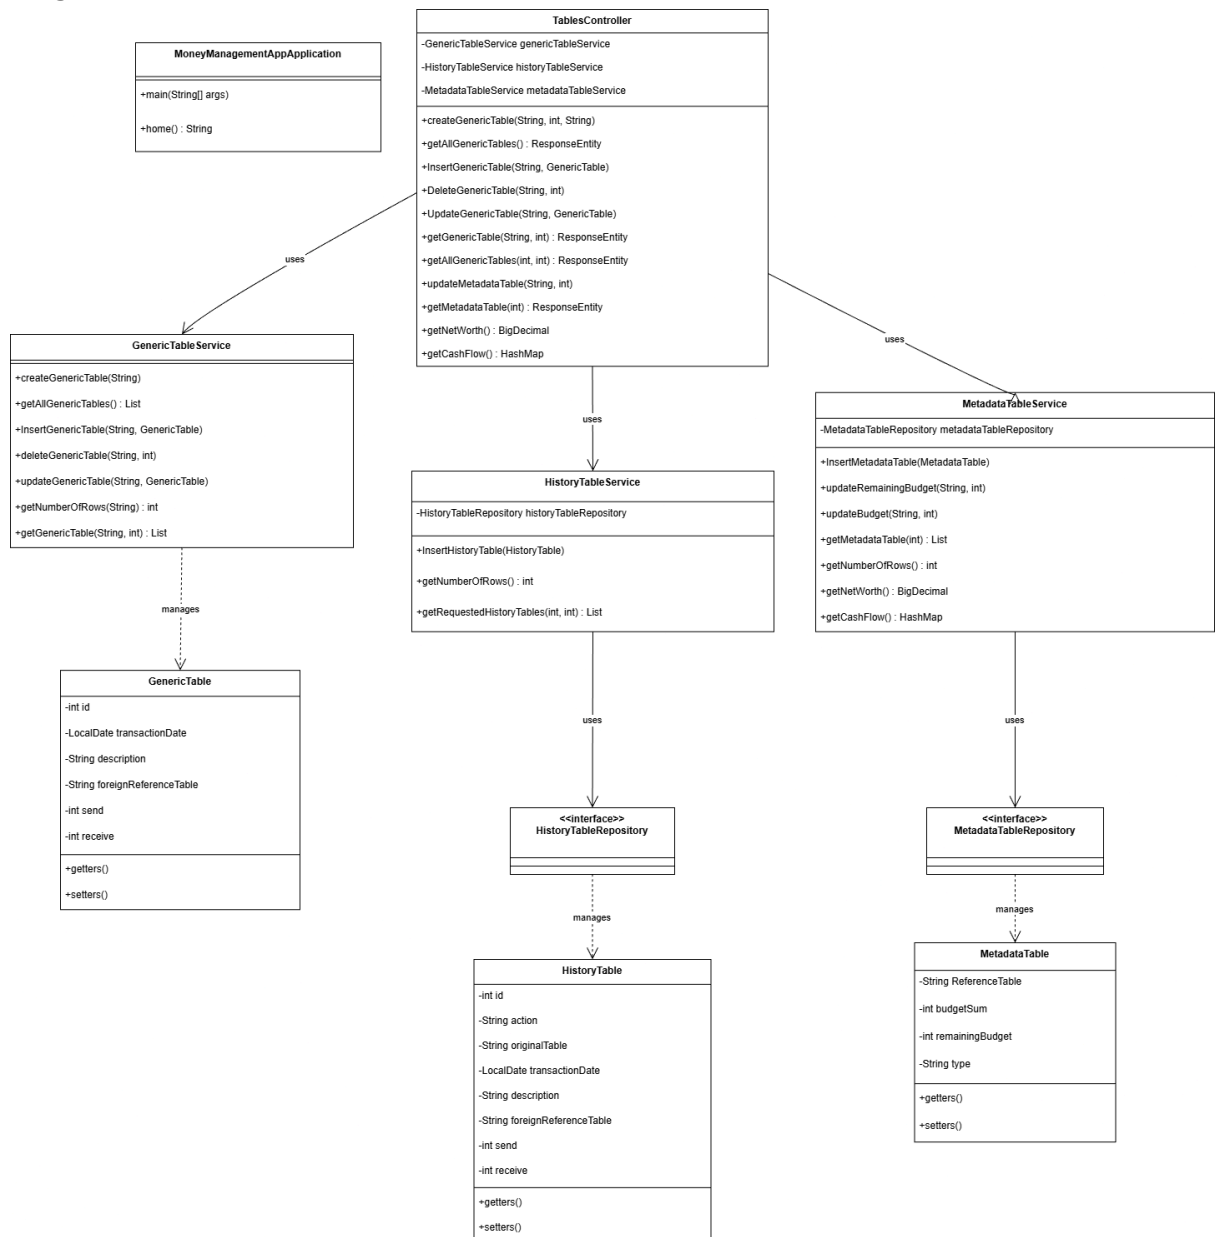 TablesController
-GenericTableService genericTableService
-HistoryTableService historyTableService
-MetadataTableService metadataTableService
+createGenericTable(String, int, String)
+getAllGenericTables() : ResponseEntity
+InsertGenericTable(String, GenericTable)
+DeleteGenericTable(String, int)
+UpdateGenericTable(String, GenericTable)
+getGenericTable(String, int) : ResponseEntity
+getAllGenericTables(int, int) : ResponseEntity
+updateMetadataTable(String, int)
+getMetadataTable(int) : ResponseEntity
+getNetWorth() : BigDecimal
+getCashFlow() : HashMap
MoneyManagementAppApplication
+main(String[] args)
+home() : String
uses
uses
uses
GenericTableService
+createGenericTable(String)
+getAllGenericTables() : List
+InsertGenericTable(String, GenericTable)
+deleteGenericTable(String, int)
+updateGenericTable(String, GenericTable)
+getNumberOfRows(String) : int
+getGenericTable(String, int) : List
HistoryTableService
-HistoryTableRepository historyTableRepository
+InsertHistoryTable(HistoryTable)
+getNumberOfRows() : int
+getRequestedHistoryTables(int, int) : List
MetadataTableService
-MetadataTableRepository metadataTableRepository
+InsertMetadataTable(MetadataTable)
+updateRemainingBudget(String, int)
+updateBudget(String, int)
+getMetadataTable(int) : List
+getNumberOfRows() : int
+getNetWorth() : BigDecimal
+getCashFlow() : HashMap
manages
uses
uses
GenericTable
-int id
-LocalDate transactionDate
-String description
-String foreignReferenceTable
-int send
-int receive
+getters()
+setters()
<<interface>>
HistoryTableRepository
<<interface>>
MetadataTableRepository
manages
manages
HistoryTable
-int id
-String action
-String originalTable
-LocalDate transactionDate
-String description
-String foreignReferenceTable
-int send
-int receive
+getters()
+setters()
MetadataTable
-String ReferenceTable
-int budgetSum
-int remainingBudget
-String type
+getters()
+setters()